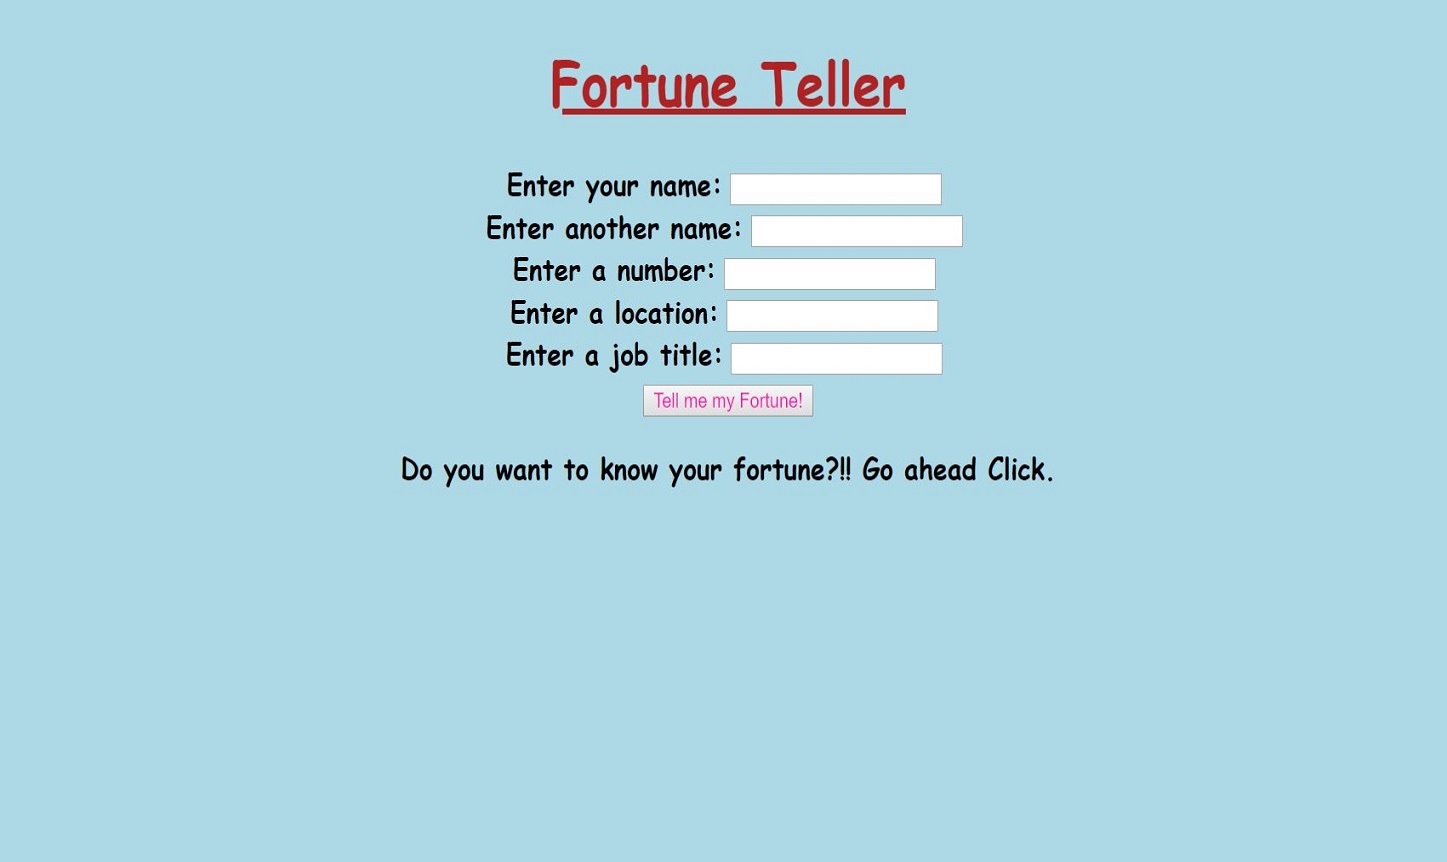 Fortune Teller
Enter your name:
Enter another name:
Enter a number:
Enter a location:
Enter a job title:
Tell me my Fortune!
Do you want to know your fortune?!! Go ahead Click.